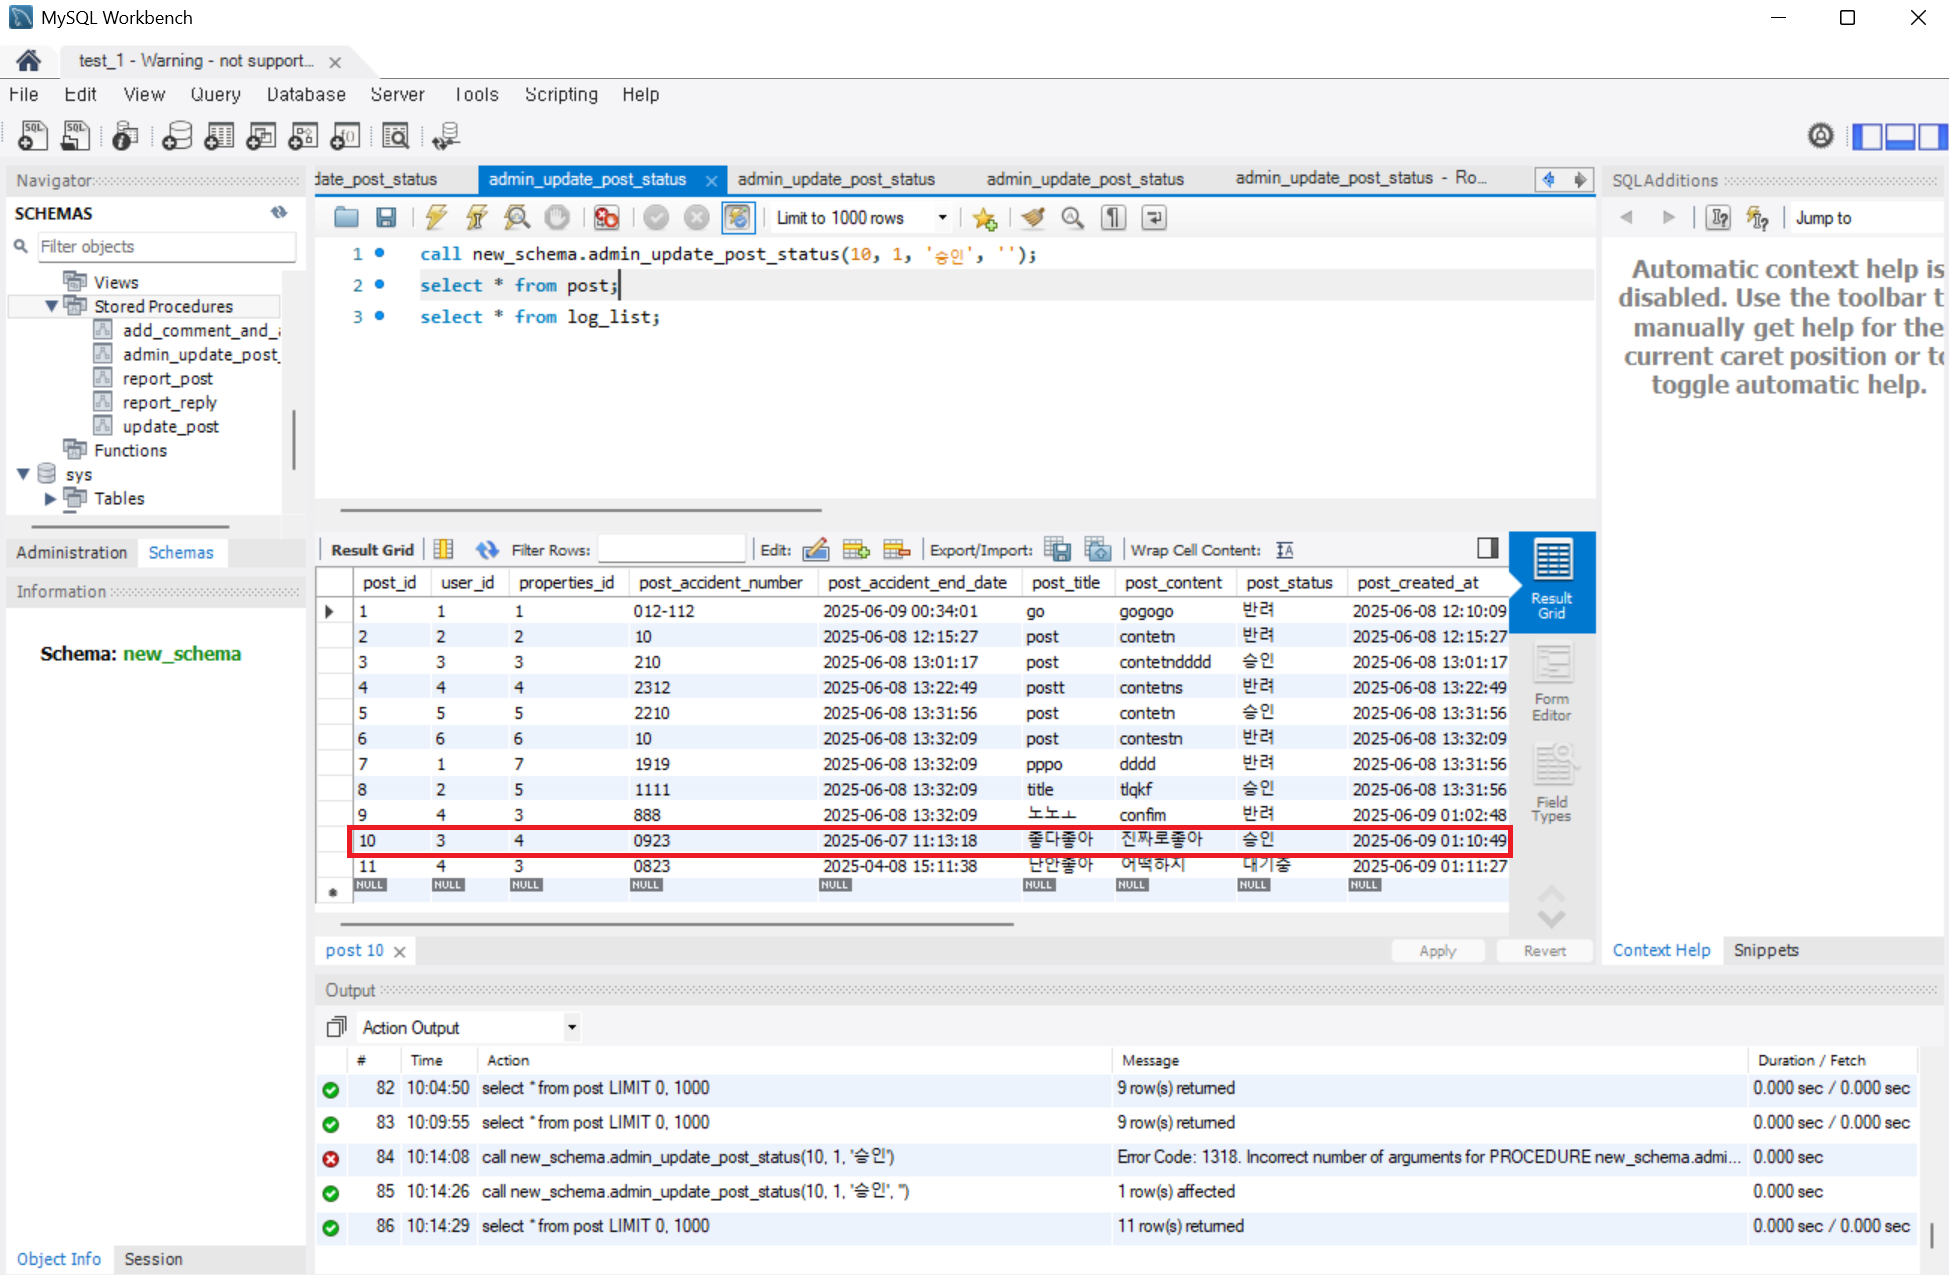 MySQL Workbench
test_1 - Warning - not support...
File Edit View Query Database Server Tools Scripting Help
Navigator
SCHEMAS
Filter objects
Views
Stored Procedures
add_comment_and_
admin_update_post_
report_post
report_reply
update_post
Functions
sys
Tables
Administration Schemas
Information
Schema: new_schema
Object Info Session
date_post_status admin_update_post_status admin_update_post_status admin_update_post_status admin_update_post_status - Ro...
Limit to 1000 rows
1 call new_schema.admin_update_post_status(10, 1, '승인', '');
2 select * from post;
3 select * from log_list;
Result Grid Filter Rows: Edit: Export/Import: Wrap Cell Content:
post_id user_id properties_id post_accident_number post_accident_end_date post_title post_content post_status post_created_at
1 1 1 012-112 2025-06-09 00:34:01 go gogogo 반려 2025-06-08 12:10:09
2 2 2 10 2025-06-08 12:15:27 post contetn 반려 2025-06-08 12:15:27
3 3 3 210 2025-06-08 13:01:17 post contetndddd 승인 2025-06-08 13:01:17
4 4 4 2312 2025-06-08 13:22:49 postt contetns 반려 2025-06-08 13:22:49
5 5 5 2210 2025-06-08 13:31:56 post contetn 승인 2025-06-08 13:31:56
6 6 6 10 2025-06-08 13:32:09 post contestn 반려 2025-06-08 13:32:09
7 1 7 1919 2025-06-08 13:32:09 pppo dddd 반려 2025-06-08 13:31:56
8 2 5 1111 2025-06-08 13:32:09 title tlqkf 승인 2025-06-08 13:31:56
9 4 3 888 2025-06-08 13:32:09 노노ㅗ confim 반려 2025-06-09 01:02:48
10 3 4 0923 2025-06-07 11:13:18 좋다좋아 진짜로좋아 승인 2025-06-09 01:10:49
11 4 3 0823 2025-04-08 15:11:38 난안좋아 어떡하지 대기중 2025-06-09 01:11:27
NULL NULL NULL NULL NULL NULL NULL NULL NULL
Result Grid
Form Editor
Field Types
post 10
Apply Revert
SQLAdditions
Jump to
Automatic context help is
disabled. Use the toolbar t
manually get help for the
current caret position or to
toggle automatic help.
Context Help Snippets
Output
Action Output
# Time Action Message Duration / Fetch
82 10:04:50 select * from post LIMIT 0, 1000 9 row(s) returned 0.000 sec / 0.000 sec
83 10:09:55 select * from post LIMIT 0, 1000 9 row(s) returned 0.000 sec / 0.000 sec
84 10:14:08 call new_schema.admin_update_post_status(10, 1, '승인') Error Code: 1318. Incorrect number of arguments for PROCEDURE new_schema.admi... 0.000 sec
85 10:14:26 call new_schema.admin_update_post_status(10, 1, '승인', '') 1 row(s) affected 0.000 sec
86 10:14:29 select * from post LIMIT 0, 1000 11 row(s) returned 0.000 sec / 0.000 sec